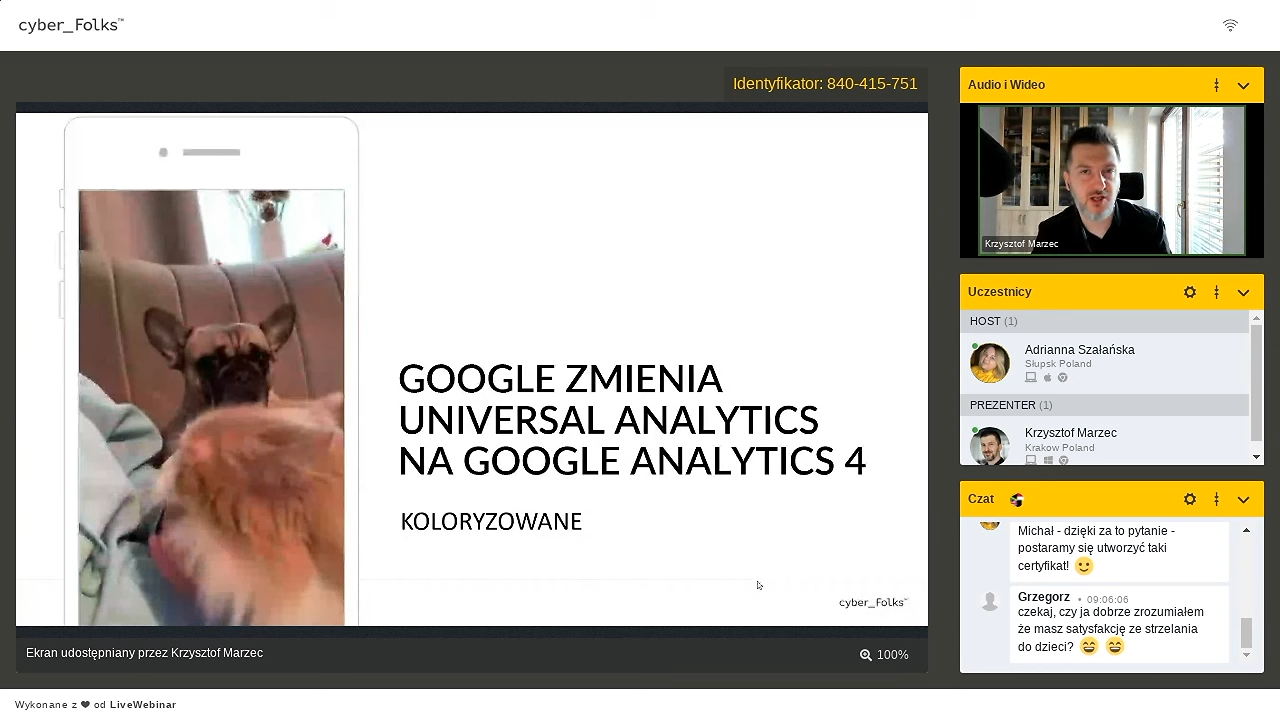 cyber_Folks™
Identyfikator: 840-415-751
GOOGLE ZMIENIA
UNIVERSAL ANALYTICS
NA GOOGLE ANALYTICS 4
KOLORYZOWANE
cyber_Folks™
Ekran udostępniany przez Krzysztof Marzec
100%
Audio i Wideo
Krzysztof Marzec
Uczestnicy
HOST (1)
Adrianna Szałańska
Słupsk Poland
PREZENTER (1)
Krzysztof Marzec
Krakow Poland
Czat
Michał - dzięki za to pytanie -
postaramy się utworzyć taki
certyfikat! 🙂
Grzegorz • 09:06:06
czekaj, czy ja dobrze zrozumiałem
że masz satysfakcję ze strzelania
do dzieci? 😄 😄
Wykonane z ❤ od LiveWebinar